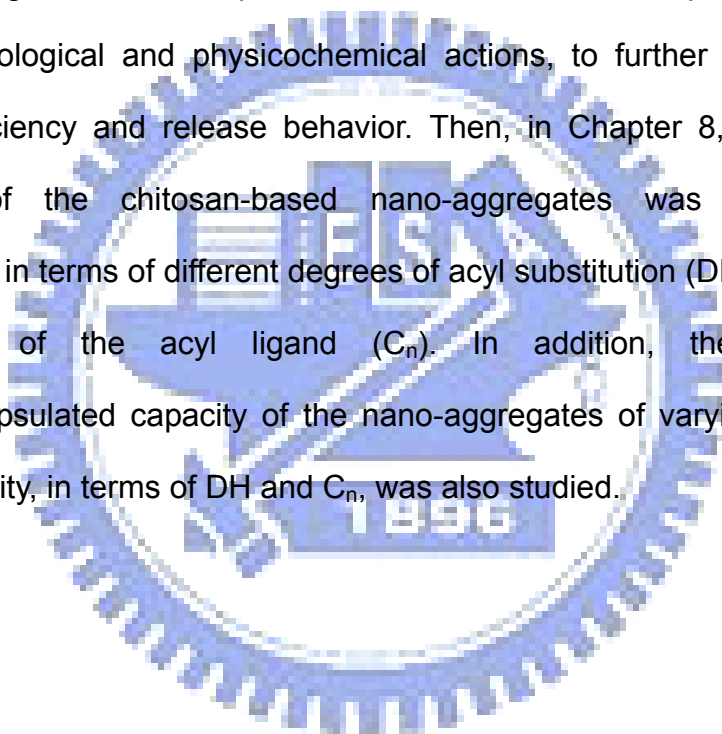 ological and physicochemical actions, to further
ciency and release behavior. Then, in Chapter 8,
of the chitosan-based nano-aggregates was
in terms of different degrees of acyl substitution (D
of the acyl ligand (Cₙ). In addition, the
psulated capacity of the nano-aggregates of varyi
ity, in terms of DH and Cₙ, was also studied.
E S
1896